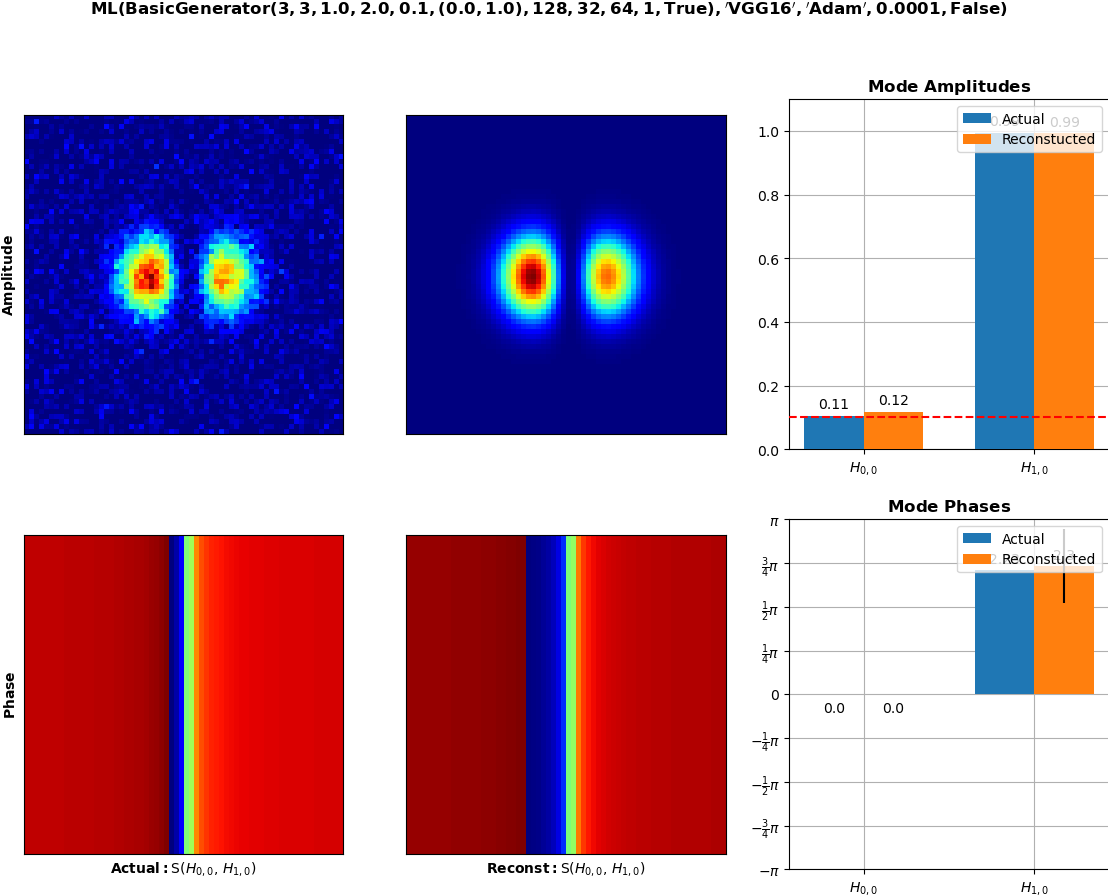 ML(BasicGenerator(3, 3, 1.0, 2.0, 0.1, (0.0, 1.0), 128, 32, 64, 1, True), ′VGG16′, ′Adam′, 0.0001, False)
Amplitude
Mode Amplitudes
Actual
Reconstucted
0.99
1.0
0.8
0.6
0.4
0.2
0.0
0.11
0.12
H0,0
H1,0
Phase
Actual: S(H0,0, H1,0)
Reconst: S(H0,0, H1,0)
Mode Phases
Actual
Reconstucted
π
3/4π
1/2π
1/4π
0
−1/4π
−1/2π
−3/4π
−π
0.0
0.0
H0,0
H1,0